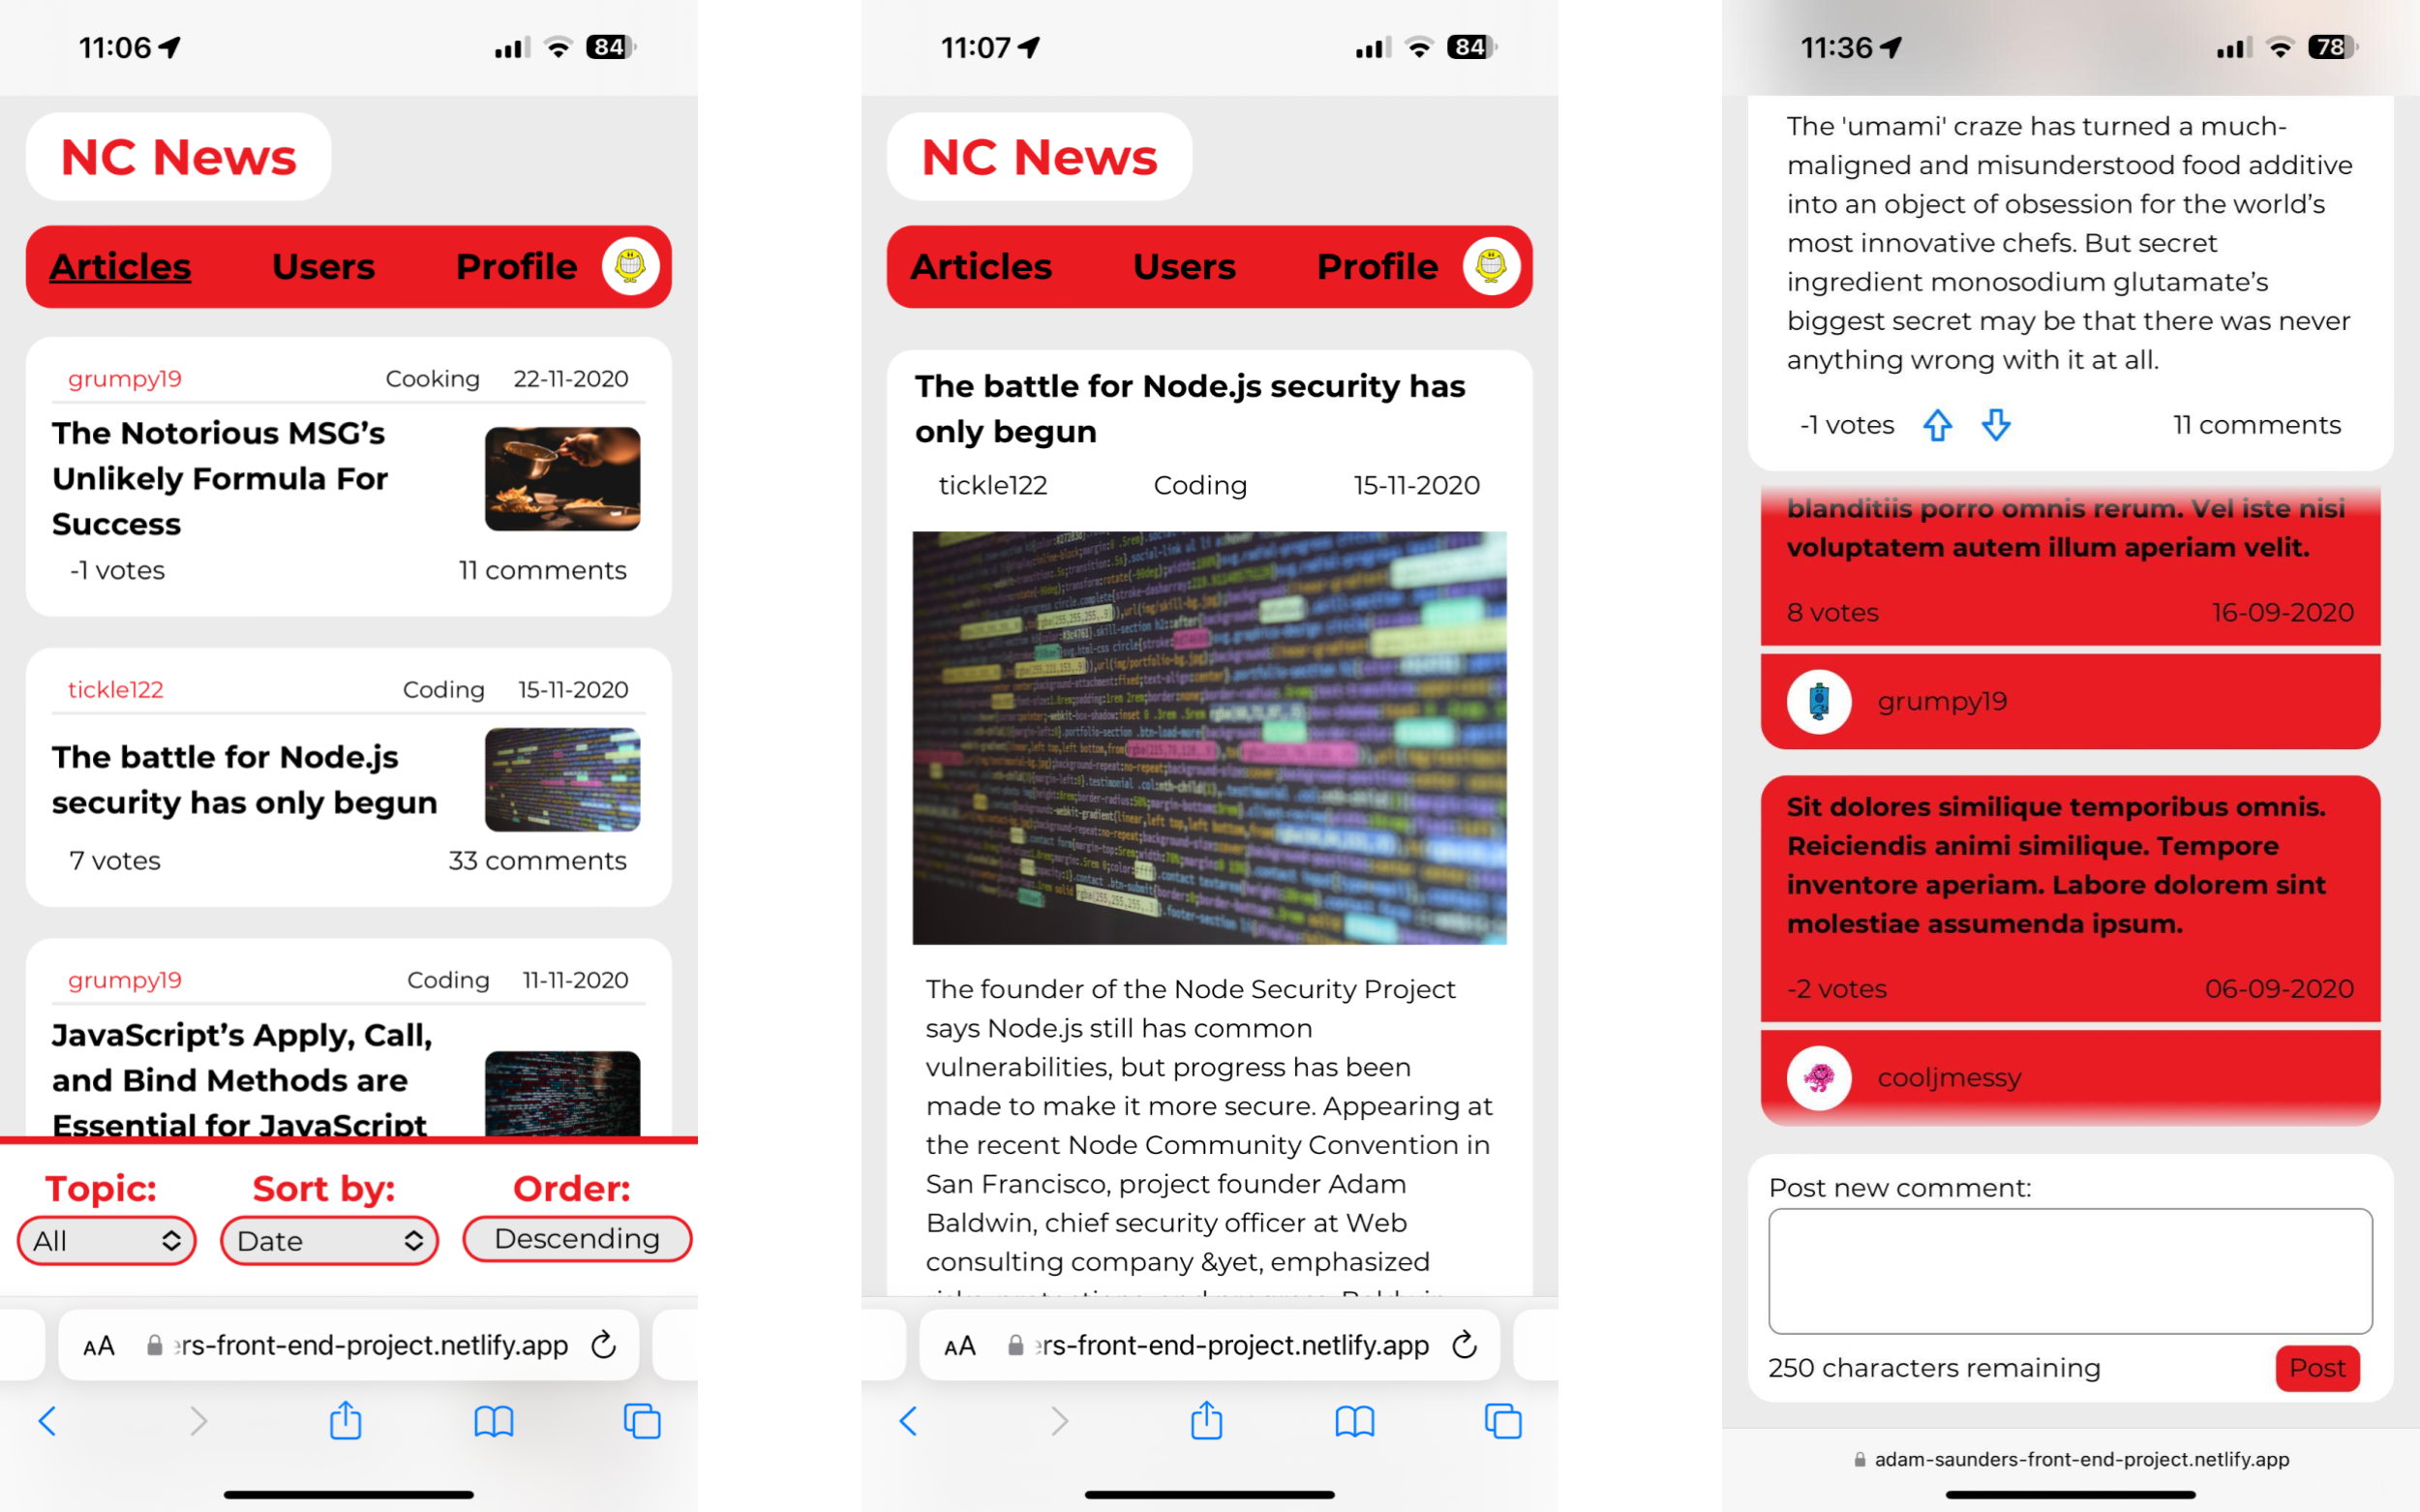 11:06
84
NC News
Articles Users Profile
grumpy19 Cooking 22-11-2020
The Notorious MSG’s
Unlikely Formula For
Success
-1 votes 11 comments
tickle122 Coding 15-11-2020
The battle for Node.js
security has only begun
7 votes 33 comments
grumpy19 Coding 11-11-2020
JavaScript’s Apply, Call,
and Bind Methods are
Essential for JavaScript
Topic: Sort by: Order:
All Date Descending
AA ers-front-end-project.netlify.app
11:07
84
NC News
Articles Users Profile
The battle for Node.js security has
only begun
tickle122 Coding 15-11-2020
The founder of the Node Security Project
says Node.js still has common
vulnerabilities, but progress has been
made to make it more secure. Appearing at
the recent Node Community Convention in
San Francisco, project founder Adam
Baldwin, chief security officer at Web
consulting company &yet, emphasized
AA ers-front-end-project.netlify.app
11:36
78
The 'umami' craze has turned a much-
maligned and misunderstood food additive
into an object of obsession for the world’s
most innovative chefs. But secret
ingredient monosodium glutamate’s
biggest secret may be that there was never
anything wrong with it at all.
-1 votes 11 comments
blanditiis porro omnis rerum. Vel iste nisi
voluptatem autem illum aperiam velit.
8 votes 16-09-2020
grumpy19
Sit dolores similique temporibus omnis.
Reiciendis animi similique. Tempore
inventore aperiam. Labore dolorem sint
molestiae assumenda ipsum.
-2 votes 06-09-2020
cooljmessy
Post new comment:
250 characters remaining Post
adam-saunders-front-end-project.netlify.app